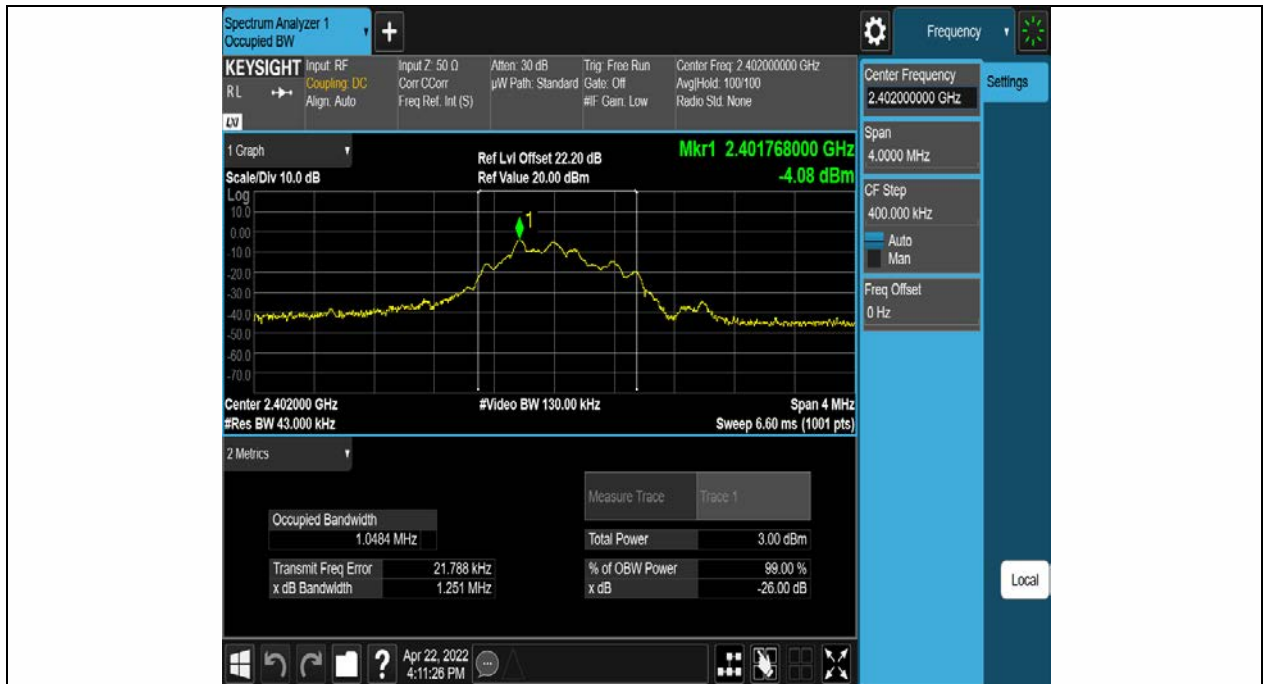 Spectrum Analyzer 1
Occupied BW
+
Frequency
KEYSIGHT
RL
LXI
Input: RF
Coupling: DC
Align: Auto
Input Z: 50 Ω
Corr CCorr
Freq Ref: Int (S)
Atten: 30 dB
µW Path: Standard
Trig: Free Run
Gate: Off
#IF Gain: Low
Center Freq: 2.402000000 GHz
Avg|Hold: 100/100
Radio Std: None
Center Frequency
2.402000000 GHz
Settings
Span
4.0000 MHz
CF Step
400.000 kHz
Auto
Man
Freq Offset
0 Hz
Local
1 Graph
Scale/Div 10.0 dB
Ref Lvl Offset 22.20 dB
Ref Value 20.00 dBm
Mkr1 2.401768000 GHz
-4.08 dBm
Log
10.0
0.00
-10.0
-20.0
-30.0
-40.0
-50.0
-60.0
-70.0
1
Center 2.402000 GHz
#Video BW 130.00 kHz
Span 4 MHz
#Res BW 43.000 kHz
Sweep 6.60 ms (1001 pts)
2 Metrics
Measure Trace Trace 1
Occupied Bandwidth
1.0484 MHz
Total Power 3.00 dBm
Transmit Freq Error 21.788 kHz
% of OBW Power 99.00 %
x dB Bandwidth 1.251 MHz
x dB -26.00 dB
?
Apr 22, 2022
4:11:26 PM